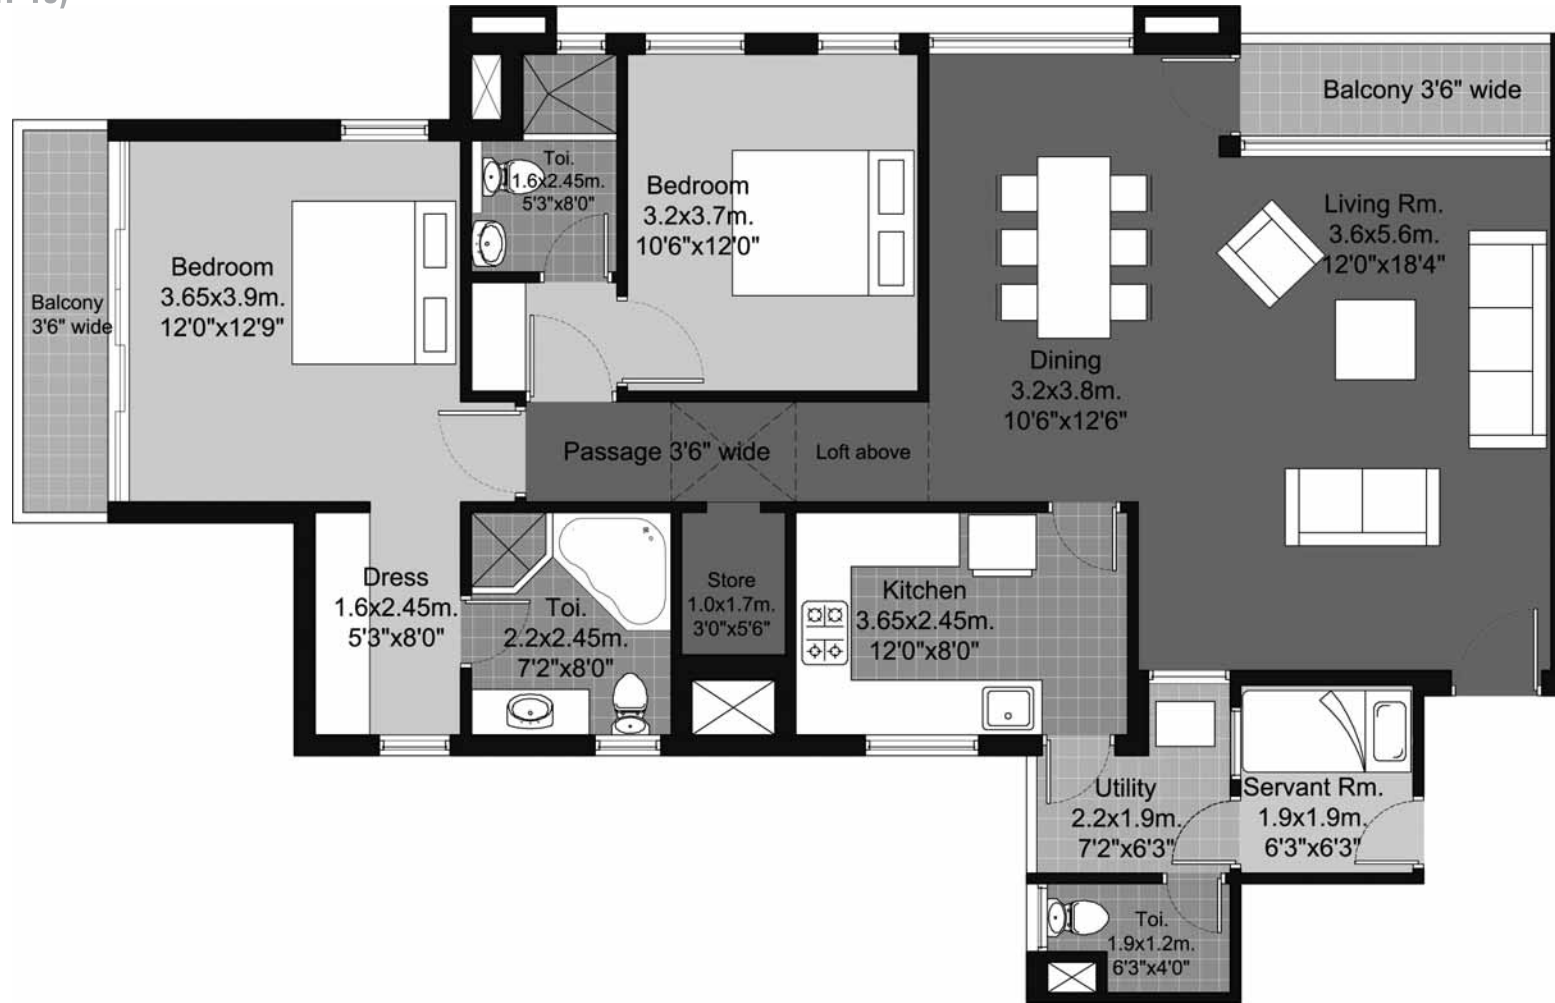 Balcony 3'6" wide
Toi.
1.6x2.45m.
5'3"x8'0"
Bedroom
3.2x3.7m.
10'6"x12'0"
Living Rm.
3.6x5.6m.
12'0"x18'4"
Bedroom
3.65x3.9m.
12'0"x12'9"
Balcony
3'6" wide
Dining
3.2x3.8m.
10'6"x12'6"
Passage 3'6" wide
Loft above
Dress
1.6x2.45m.
5'3"x8'0"
Toi.
2.2x2.45m.
7'2"x8'0"
Store
1.0x1.7m.
3'0"x5'6"
Kitchen
3.65x2.45m.
12'0"x8'0"
Utility
2.2x1.9m.
7'2"x6'3"
Servant Rm.
1.9x1.9m.
6'3"x6'3"
Toi.
1.9x1.2m.
6'3"x4'0"